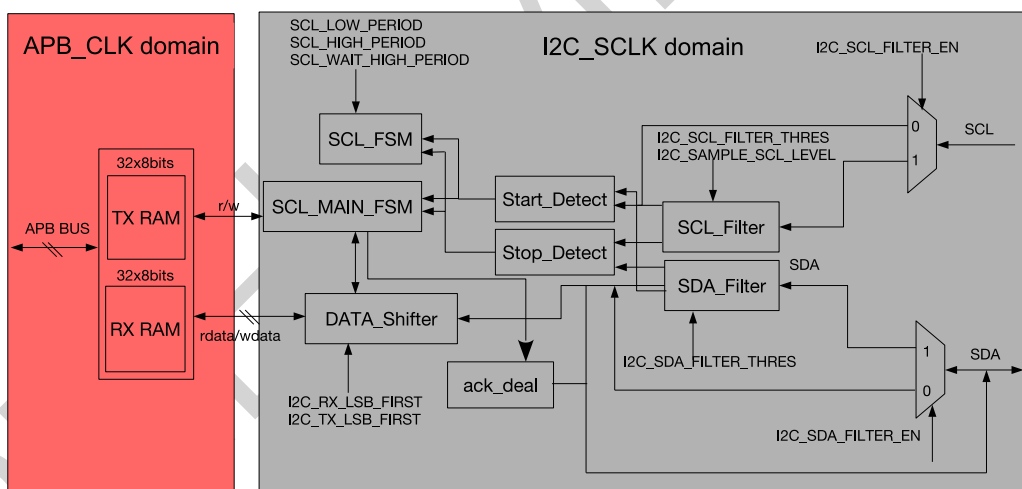 APB_CLK domain
I2C_SCLK domain
SCL_LOW_PERIOD
SCL_HIGH_PERIOD
SCL_WAIT_HIGH_PERIOD
I2C_SCL_FILTER_EN
SCL_FSM
0
SCL
1
I2C_SCL_FILTER_THRES
I2C_SAMPLE_SCL_LEVEL
32x8bits
TX RAM
r/w
SCL_MAIN_FSM
Start_Detect
SCL_Filter
APB BUS
Stop_Detect
SDA
32x8bits
RX RAM
rdata/wdata
DATA_Shifter
SDA_Filter
I2C_SDA_FILTER_THRES
1
SDA
0
ack_deal
I2C_RX_LSB_FIRST
I2C_TX_LSB_FIRST
I2C_SDA_FILTER_EN